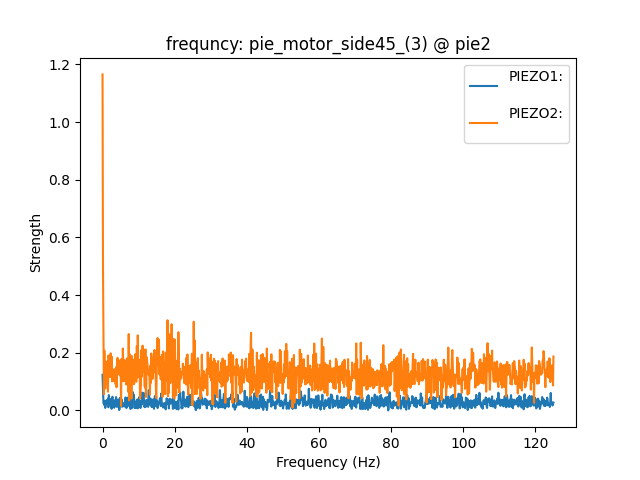 frequncy: pie_motor_side45_(3) @ pie2
1.2
1.0
0.8
0.6
0.4
0.2
0.0
Strength
PIEZO1:
PIEZO2:
0 20 40 60 80 100 120
Frequency (Hz)